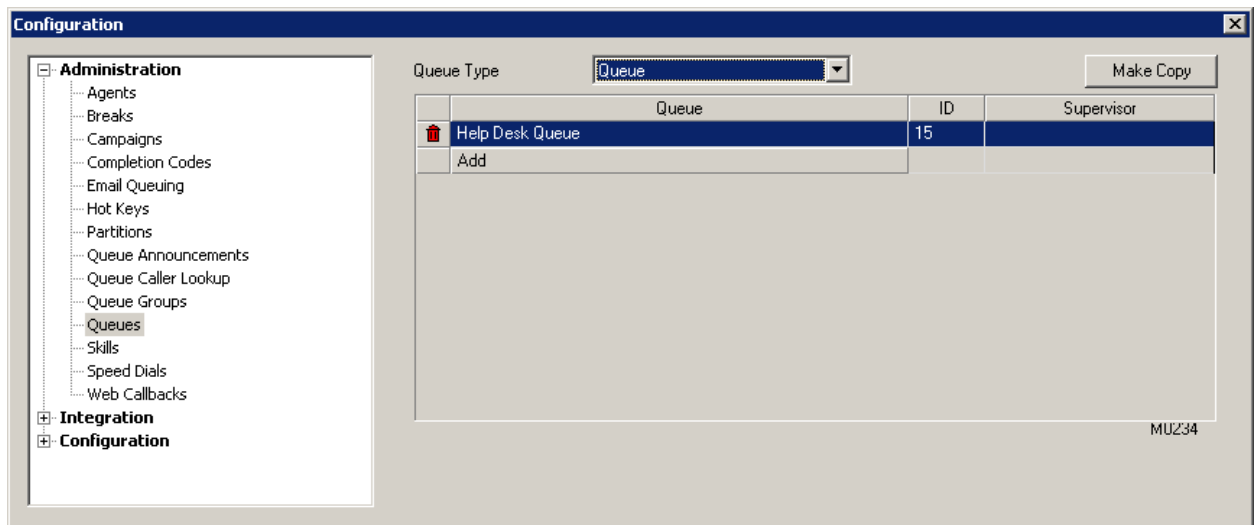 Configuration
Administration
Agents
Breaks
Campaigns
Completion Codes
Email Queuing
Hot Keys
Partitions
Queue Announcements
Queue Caller Lookup
Queue Groups
Queues
Skills
Speed Dials
Web Callbacks
Integration
Configuration
Queue Type Queue Make Copy
Queue ID Supervisor
Help Desk Queue 15
Add
M0234